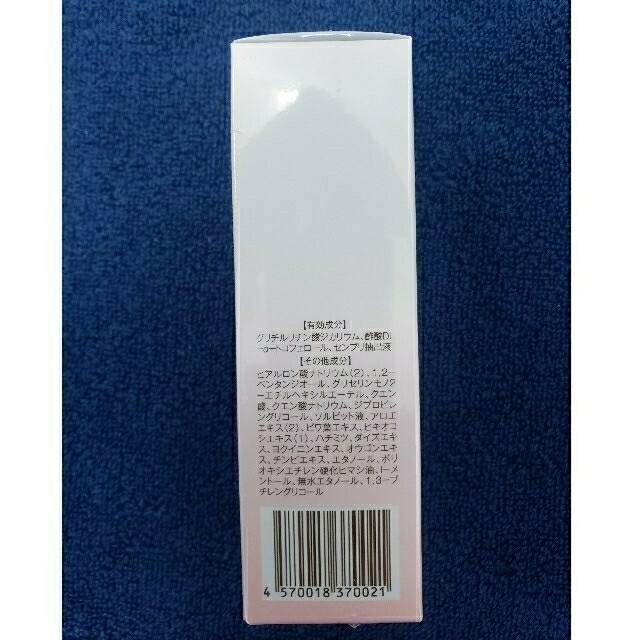 【有効成分】
グリチルリチン酸ジカリウム、酢酸DL
-α-トコフェロール、センブリ抽出液
【その他成分】
ヒアルロン酸ナトリウム(2)、1,2-
ペンタンジオール、グリセリンモノ2
-エチルヘキシルエーテル、クエン
酸、クエン酸ナトリウム、ジプロピレ
ングリコール、ソルビット液、アロエ
エキス(2)、ビワ葉エキス、ヒキオコ
シエキス(1)、ハチミツ、ダイズエキ
ス、ヨクイニンエキス、オウゴンエキ
ス、チンピエキス、エタノール、ポリ
オキシエチレン硬化ヒマシ油、l-メ
ントール、無水エタノール、1,3-ブ
チレングリコール
4 570018 370021